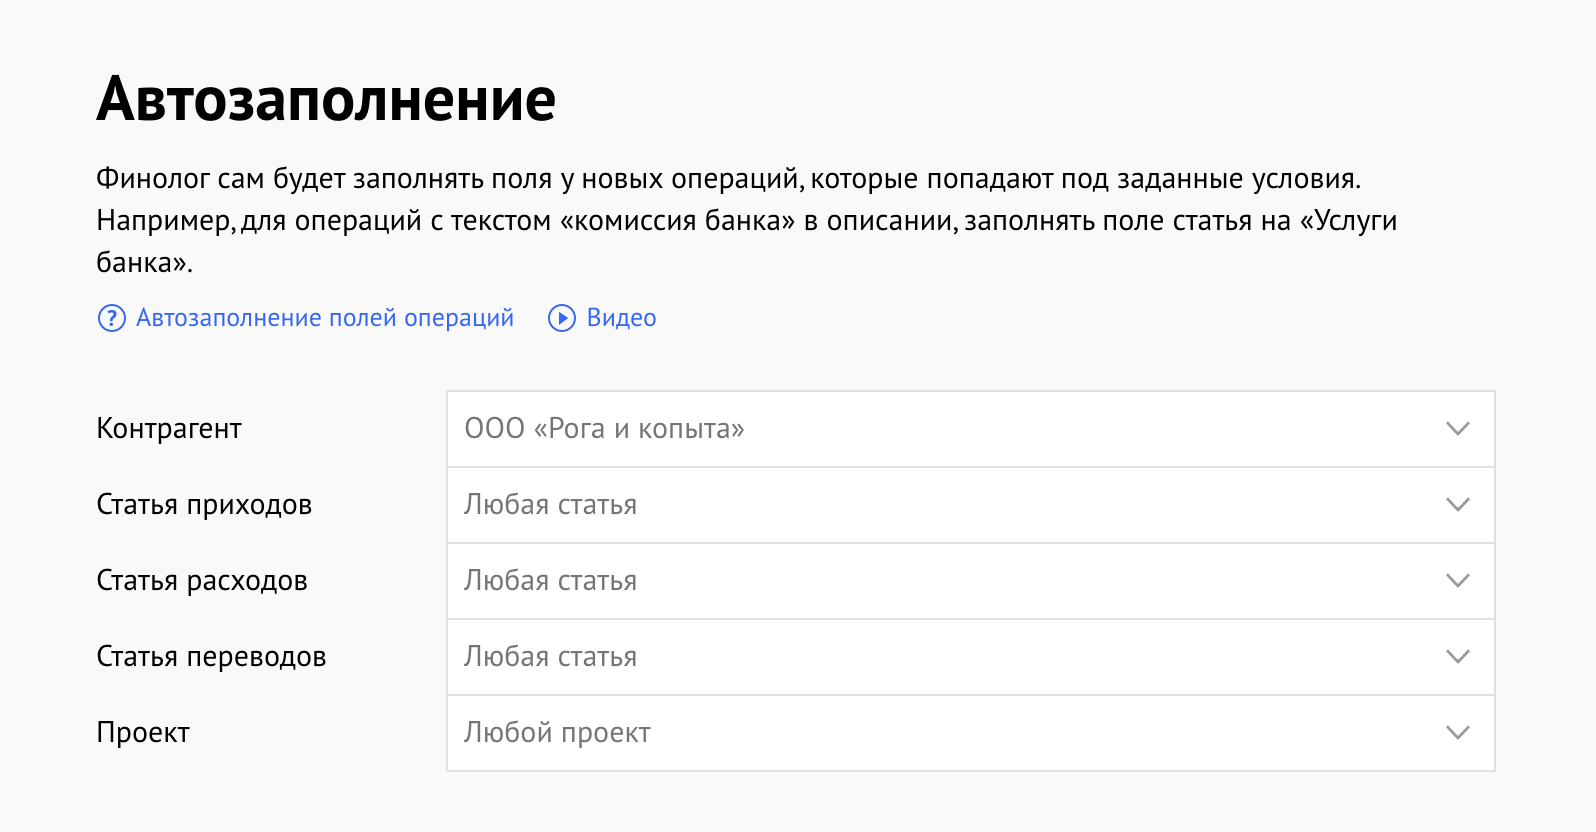 Автозаполнение
Финолог сам будет заполнять поля у новых операций, которые попадают под заданные условия.
Например, для операций с текстом «комиссия банка» в описании, заполнять поле статья на «Услуги
банка».
? Автозаполнение полей операций Видео
Контрагент ООО «Рога и копыта»
Статья приходов Любая статья
Статья расходов Любая статья
Статья переводов Любая статья
Проект Любой проект